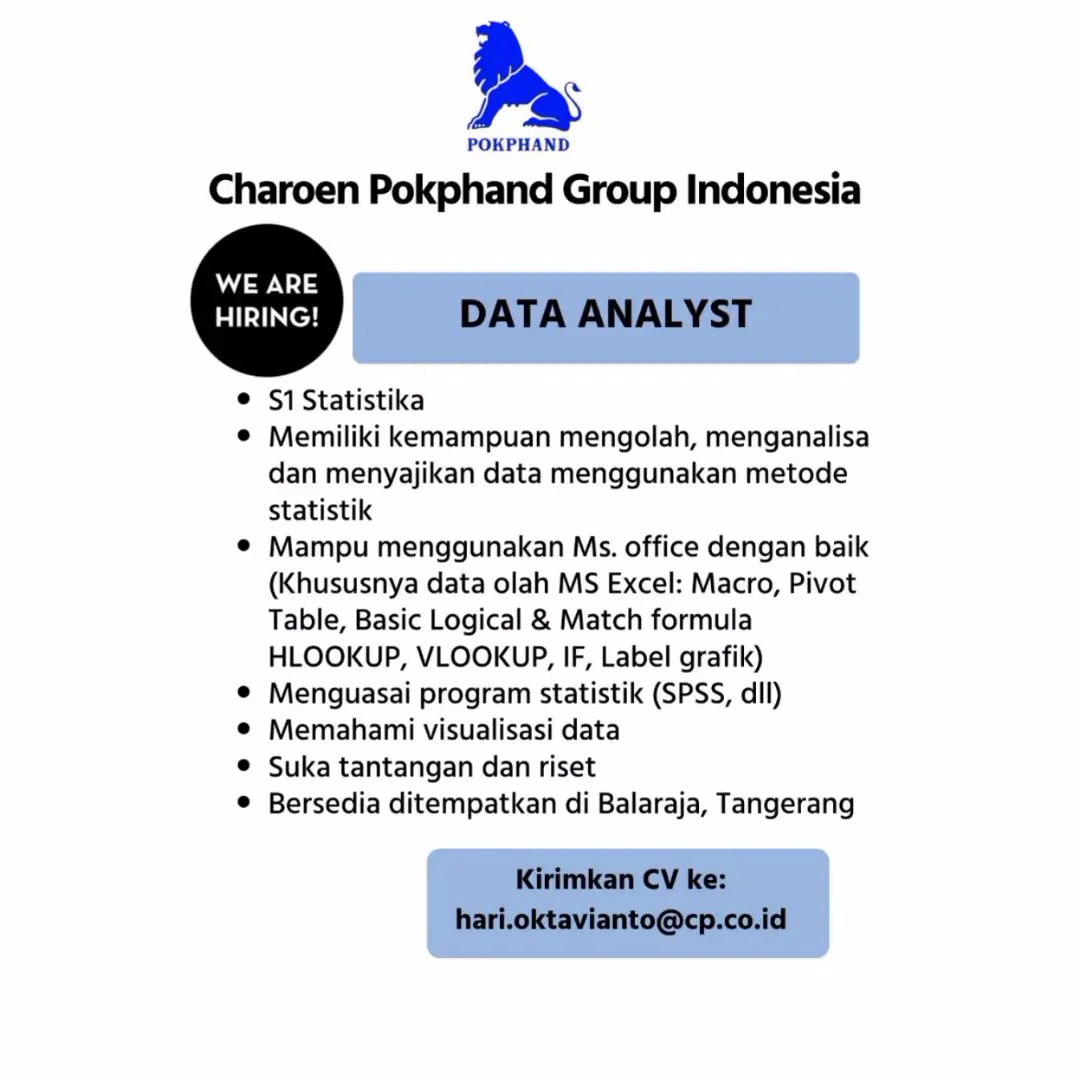 POKPHAND
Charoen Pokphand Group Indonesia
WE ARE
HIRING!
DATA ANALYST
• S1 Statistika
• Memiliki kemampuan mengolah, menganalisa
dan menyajikan data menggunakan metode
statistik
• Mampu menggunakan Ms. office dengan baik
(Khususnya data olah MS Excel: Macro, Pivot
Table, Basic Logical & Match formula
HLOOKUP, VLOOKUP, IF, Label grafik)
• Menguasai program statistik (SPSS, dll)
• Memahami visualisasi data
• Suka tantangan dan riset
• Bersedia ditempatkan di Balaraja, Tangerang
Kirimkan CV ke:
hari.oktavianto@cp.co.id